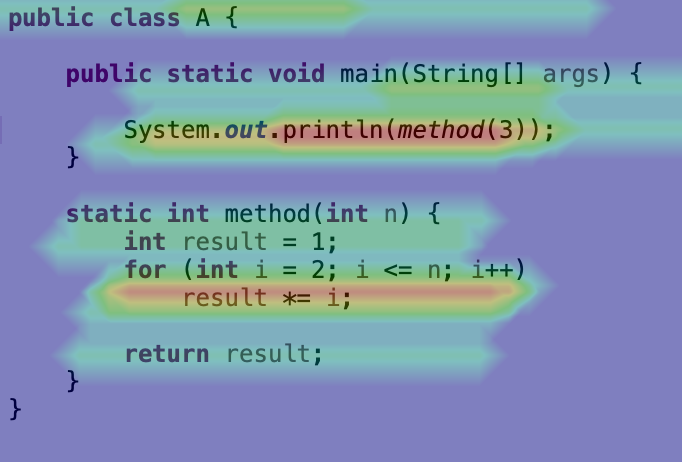 public class A {
public static void main(String[] args) {
System.out.println(method(3));
}
static int method(int n) {
int result = 1;
for (int i = 2; i <= n; i++)
result *= i;
return result;
}
}